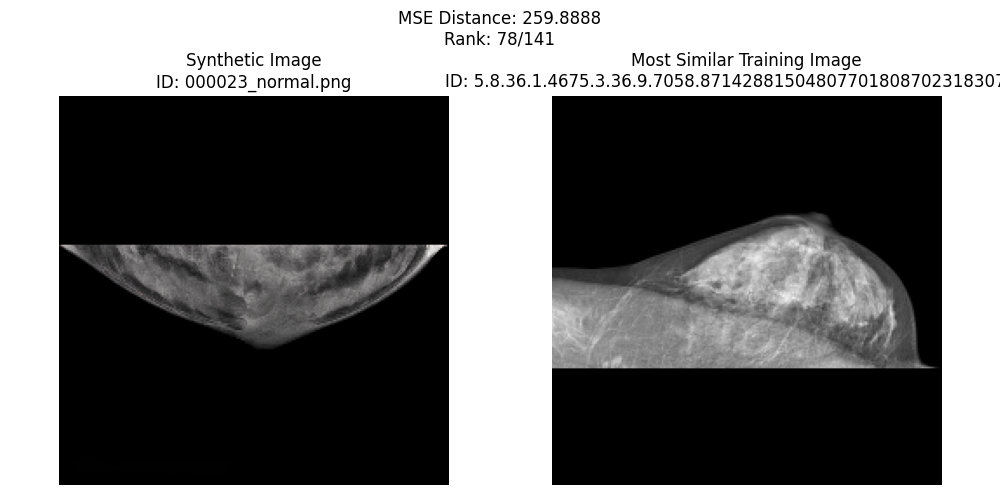 MSE Distance: 259.8888
Rank: 78/141
Synthetic Image
ID: 000023_normal.png
Most Similar Training Image
ID: 5.8.36.1.4675.3.36.9.7058.87142881504807701808702318307